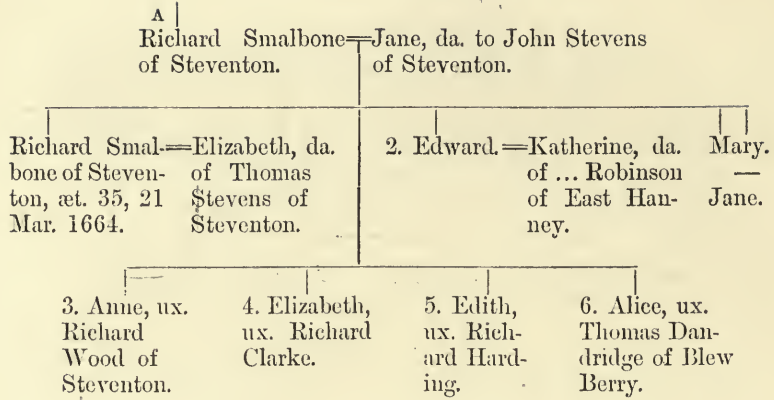 A
Richard Smalbone=Jane, da. to John Stevens
of Steventon. of Steventon.
Richard Smal-
bone of Steven-
ton, æt. 35, 21
Mar. 1664.
=Elizabeth, da.
of Thomas
Stevens of
Steventon.
2. Edward.=
Katherine, da.
of ... Robinson
of East Han-
ney.
Mary.
—
Jane.
3. Anne, ux.
Richard
Wood of
Steventon.
4. Elizabeth,
ux. Richard
Clarke.
5. Edith,
ux. Rich-
ard Hard-
ing.
6. Alice, ux.
Thomas Dan-
dridge of Blew
Berry.